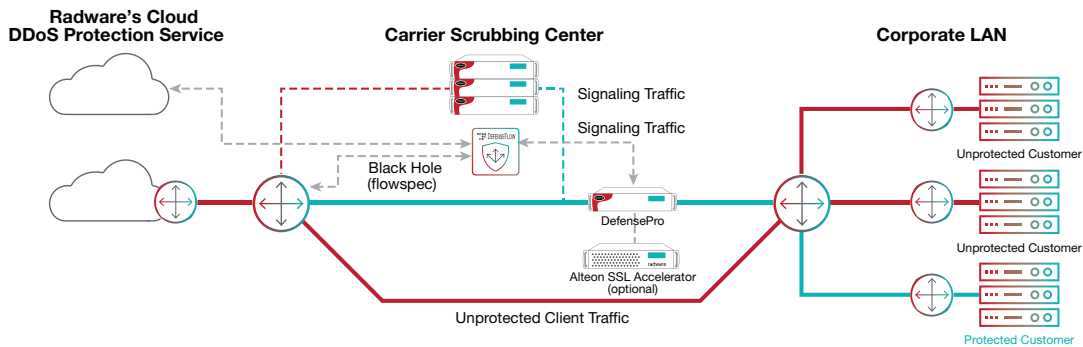 Radware's Cloud
DDoS Protection Service
Carrier Scrubbing Center
Corporate LAN
Signaling Traffic
Signaling Traffic
DEFENSEFLOW
Black Hole
(flowspec)
DefensePro
radware
Alteon SSL Accelerator
(optional)
Unprotected Client Traffic
Unprotected Customer
Unprotected Customer
Protected Customer